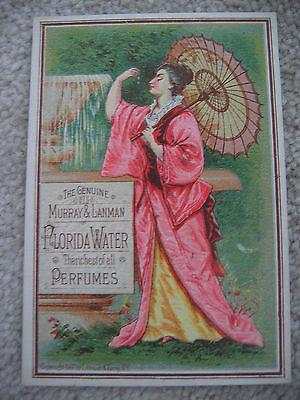 THE GENUINE
MURRAY & LANMAN
FLORIDA WATER
The richest of all
PERFUMES.